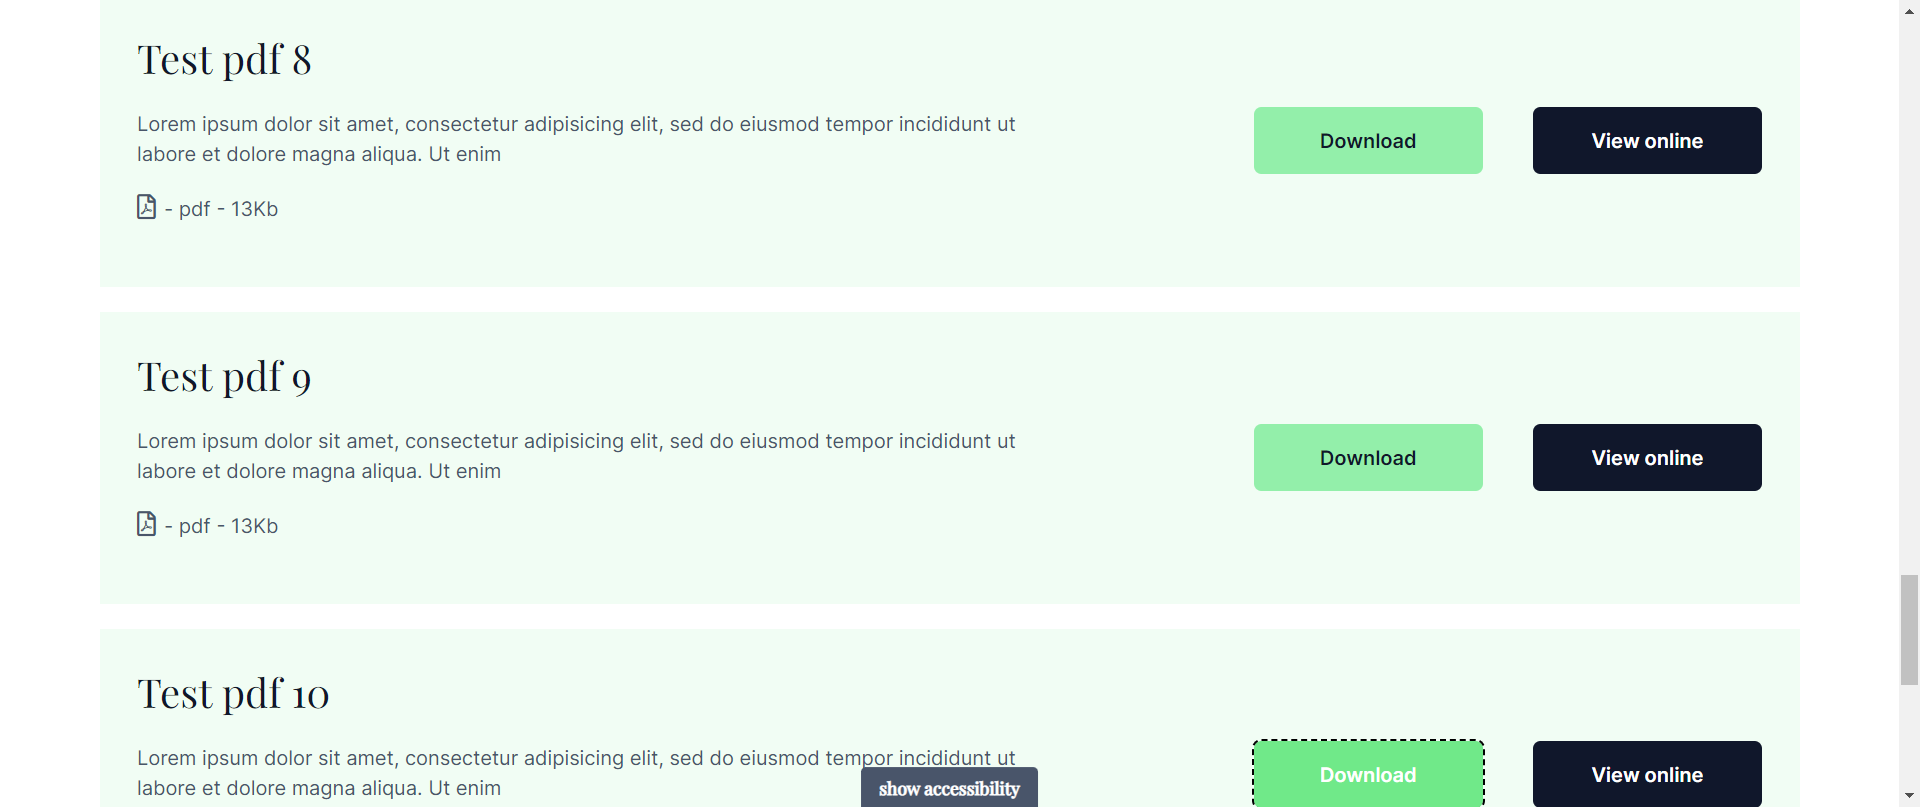 Test pdf 8
Lorem ipsum dolor sit amet, consectetur adipisicing elit, sed do eiusmod tempor incididunt ut
labore et dolore magna aliqua. Ut enim
- pdf - 13Kb
Download
View online
Test pdf 9
Lorem ipsum dolor sit amet, consectetur adipisicing elit, sed do eiusmod tempor incididunt ut
labore et dolore magna aliqua. Ut enim
- pdf - 13Kb
Download
View online
Test pdf 10
Lorem ipsum dolor sit amet, consectetur adipisicing elit, sed do eiusmod tempor incididunt ut
labore et dolore magna aliqua. Ut enim
Download
View online
show accessibility